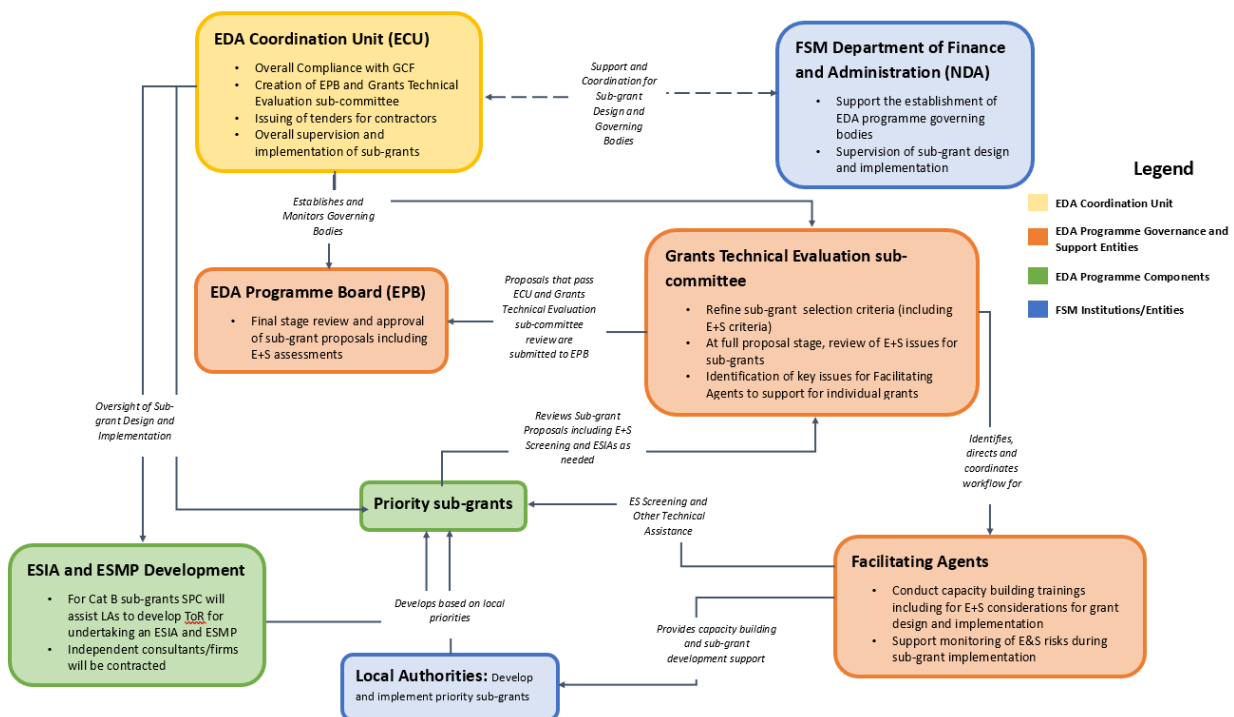 EDA Coordination Unit (ECU)
• Overall Compliance with GCF
• Creation of EPB and Grants Technical
Evaluation sub-committee
• Issuing of tenders for contractors
• Overall supervision and
implementation of sub-grants
Support and
Coordination for
Sub-grant
Design and
Governing
Bodies
FSM Department of Finance
and Administration (NDA)
• Support the establishment of
EDA programme governing
bodies
• Supervision of sub-grant design
and implementation
Legend
EDA Coordination Unit
EDA Programme Governance and
Support Entities
EDA Programme Components
FSM Institutions/Entities
Establishes and
Monitors Governing
Bodies
EDA Programme Board (EPB)
• Final stage review and approval
of sub-grant proposals including
E+S assessments
Proposals that pass
ECU and Grants
Technical Evaluation
sub-committee
review are
submitted to EPB
Grants Technical Evaluation sub-
committee
• Refine sub-grant selection criteria (including
E+S criteria)
• At full proposal stage, review of E+S issues for
sub-grants
• Identification of key issues for Facilitating
Agents to support for individual grants
Oversight of Sub-
grant Design and
Implementation
Reviews Sub-grant
Proposals including E+S
Screening and ESIAs as
needed
Identifies,
directs and
coordinates
workflow for
Priority sub-grants
ES Screening and
Other Technical
Assistance
ESIA and ESMP Development
• For Cat B sub-grants SPC will
assist LAs to develop ToR for
undertaking an ESIA and ESMP
• Independent consultants/firms
will be contracted
Develops based on local
priorities
Provides capacity building
and sub-grant
development support
Facilitating Agents
• Conduct capacity building trainings
including for E+S considerations for grant
design and implementation
• Support monitoring of E&S risks during
sub-grant implementation
Local Authorities: Develop
and implement priority sub-grants